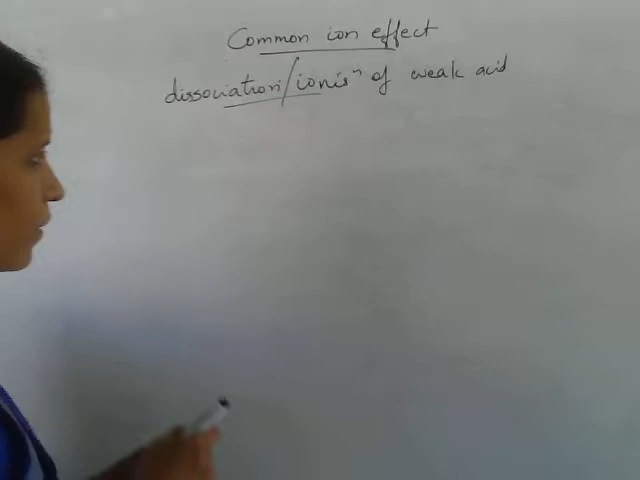 Common ion effect
dissociation/ionisⁿ of weak acid